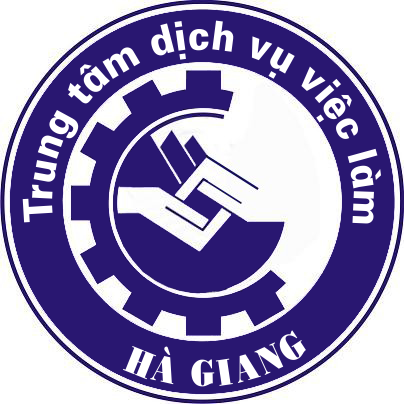 Trung tâm dịch vụ việc làm
HÀ GIANG